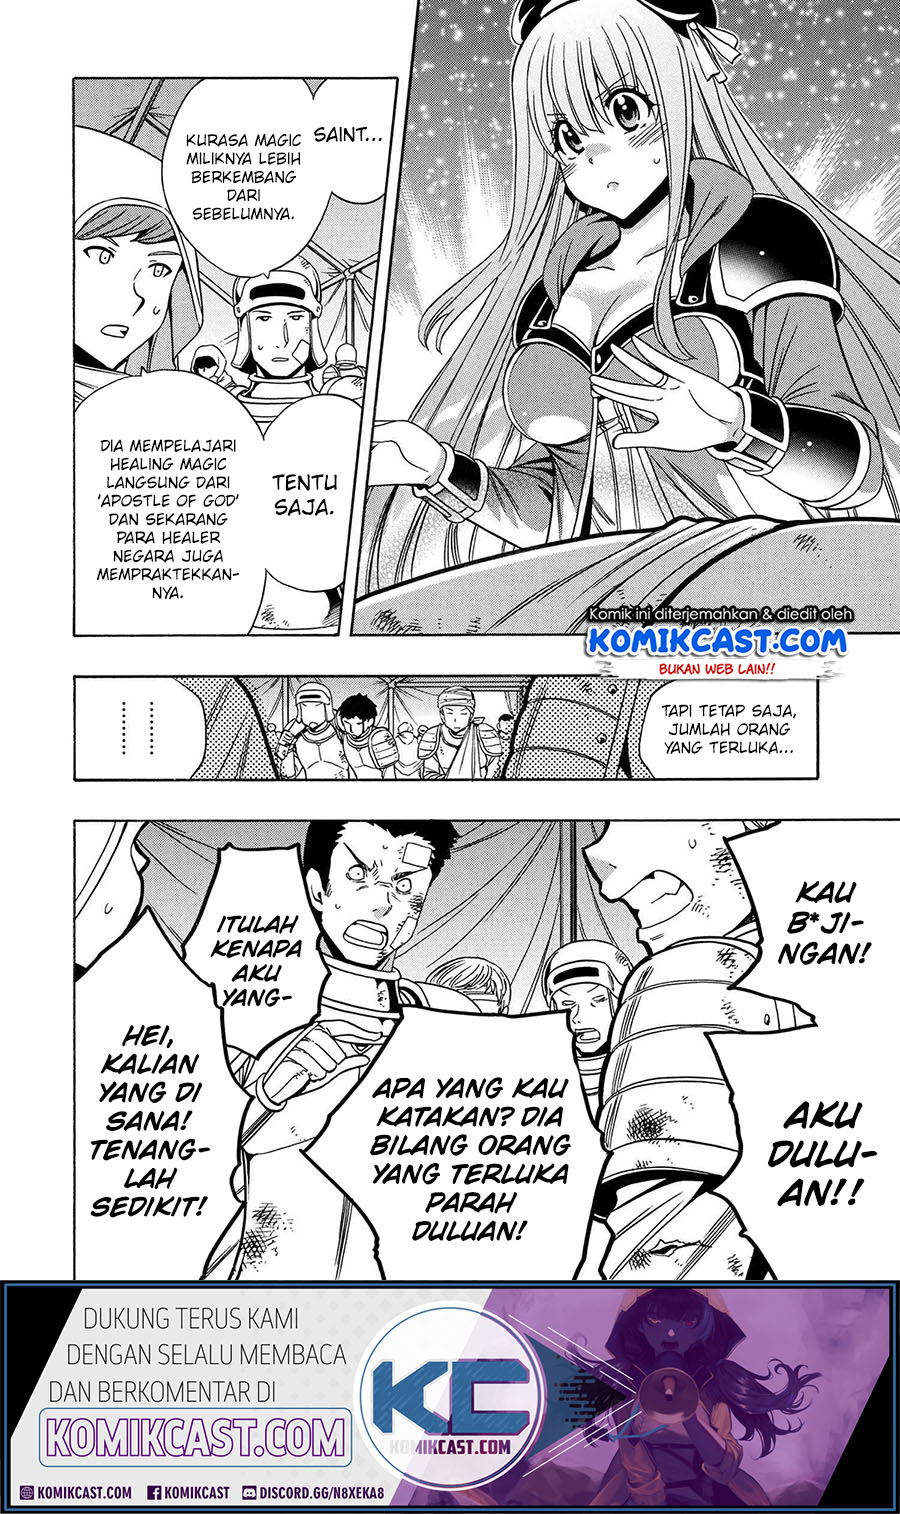 SAINT...
KURASA MAGIC
MILIKNYA LEBIH
BERKEMBANG
DARI
SEBELUMNYA.
TENTU
SAJA.
DIA MEMPELAJARI
HEALING MAGIC
LANGSUNG DARI
'APOSTLE OF GOD'
DAN SEKARANG
PARA HEALER
NEGARA JUGA
MEMPRAKTEKKAN-
NYA.
Komik ini diterjemahkan & diedit oleh
KOMIKCAST.COM
BUKAN WEB LAIN!!
TAPI TETAP SAJA,
JUMLAH ORANG
YANG TERLUKA...
......
......
KAU
B*JI-
NGAN!
AKU
DULU-
AN!!
ITULAH
KENAPA
AKU
YANG-
APA YANG KAU
KATAKAN? DIA
BILANG ORANG
YANG TERLUKA
PARAH
DULUAN!
HEI,
KALIAN
YANG DI
SANA!
TENANG-
LAH
SEDIKIT!
DUKUNG TERUS KAMI
DENGAN SELALU MEMBACA
DAN BERKOMENTAR DI
KOMIKCAST.COM
KC
KOMIKCAST.COM
KOMIKCAST.COM KOMIKCAST DISCORD.GG/N8XEKA8